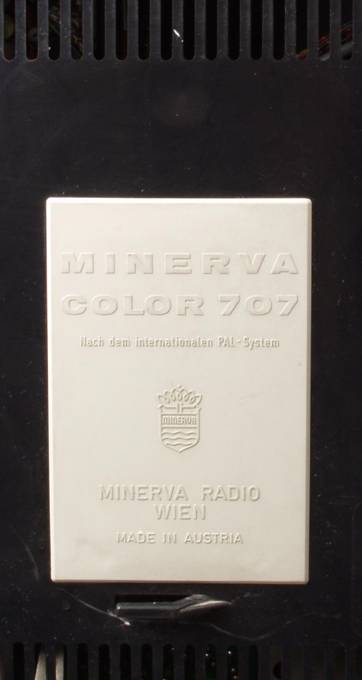 MINERVA
COLOR 707
Nach dem internationalen PAL-System
MINERVA
MINERVA RADIO
WIEN
MADE IN AUSTRIA